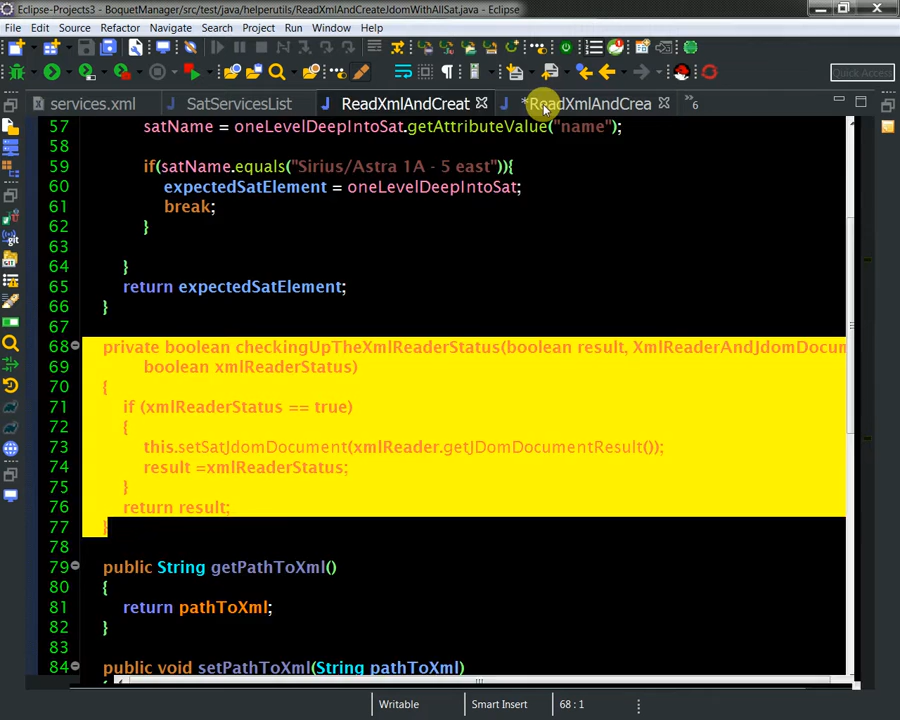 Eclipse-Projects3 - BoquetManager/src/test/java/helperutils/ReadXmlAndCreateJdomWithAllSat.java - Eclipse
File Edit Source Refactor Navigate Search Project Run Window Help
Quick Access
services.xml SatServicesList ReadXmlAndCreat *ReadXmlAndCrea »6
57 satName = oneLevelDeepIntoSat.getAttributeValue("name");
58
59 if(satName.equals("Sirius/Astra 1A - 5 east")){
60 expectedSatElement = oneLevelDeepIntoSat;
61 break;
62 }
63
64 }
65 return expectedSatElement;
66 }
67
68 private boolean checkingUpTheXmlReaderStatus(boolean result, XmlReaderAndJdomDocum
69 boolean xmlReaderStatus)
70 {
71 if (xmlReaderStatus == true)
72 {
73 this.setSatJdomDocument(xmlReader.getJDomDocumentResult());
74 result =xmlReaderStatus;
75 }
76 return result;
77 }
78
79 public String getPathToXml()
80 {
81 return pathToXml;
82 }
83
84 public void setPathToXml(String pathToXml)
Writable Smart Insert 68 : 1